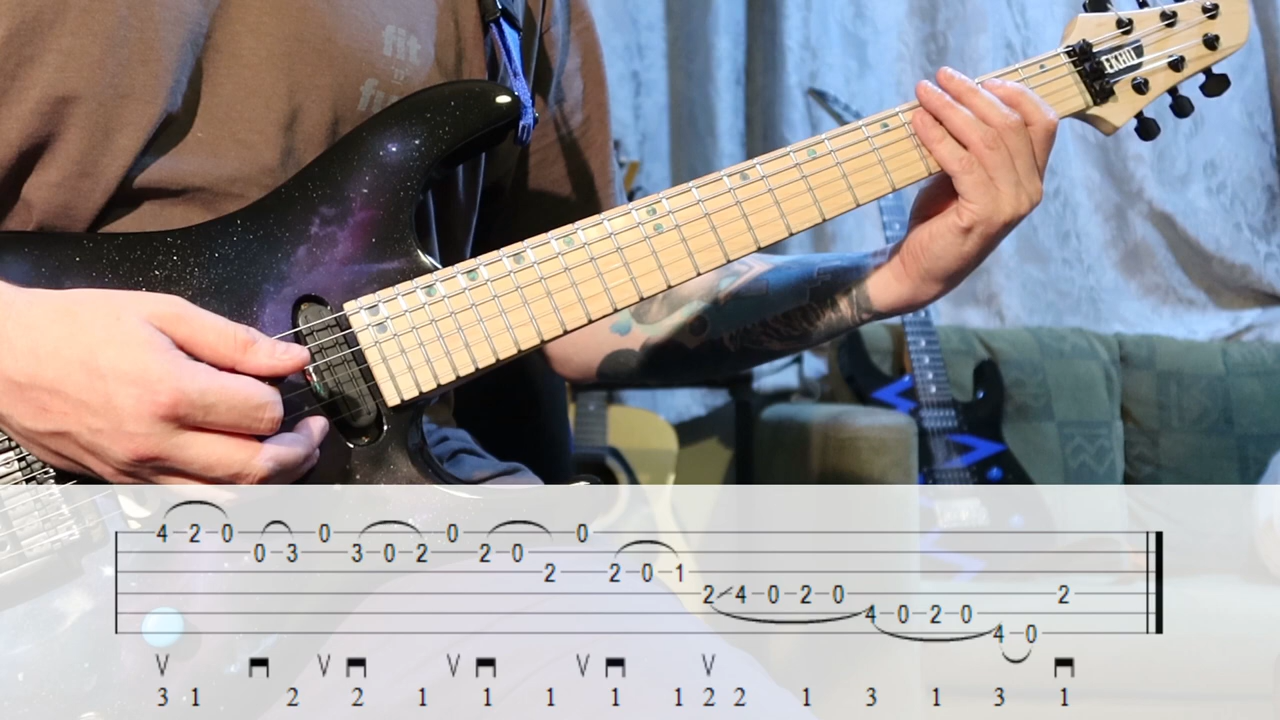 fit
EKHO
4 2 0 0 0 0
0 3 3 0 2 2 0
2 2 0 1
2 4 0 2 0 2
4 0 2 0
4 0
V V V V V
3 1 2 2 1 1 1 1 1 2 2 1 3 1 3 1